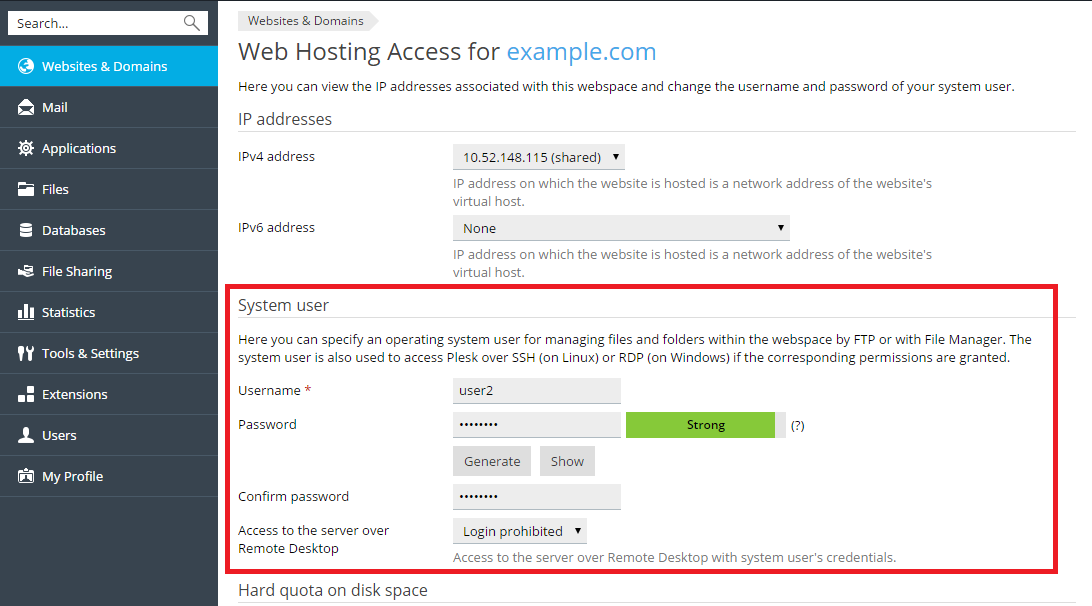 Search...
Websites & Domains
Mail
Applications
Files
Databases
File Sharing
Statistics
Tools & Settings
Extensions
Users
My Profile
Websites & Domains
Web Hosting Access for example.com
Here you can view the IP addresses associated with this webspace and change the username and password of your system user.
IP addresses
IPv4 address
10.52.148.115 (shared)
IP address on which the website is hosted is a network address of the website's
virtual host.
IPv6 address
None
IP address on which the website is hosted is a network address of the website's
virtual host.
System user
Here you can specify an operating system user for managing files and folders within the webspace by FTP or with File Manager. The
system user is also used to access Plesk over SSH (on Linux) or RDP (on Windows) if the corresponding permissions are granted.
Username *
user2
Password
••••••••
Strong
(?)
Generate
Show
Confirm password
••••••••
Access to the server over
Remote Desktop
Login prohibited
Access to the server over Remote Desktop with system user's credentials.
Hard quota on disk space